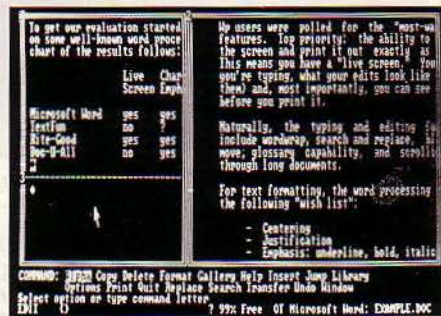 To get our evaluation started
on some well-known word proce
chart of the results follows:
Live Char
Screen Emph
Microsoft Word yes yes
TextFun no ?
Rite-Good yes yes
Doc-U-All no yes
Wp users were polled for the "most-wa
features. Top priority: the ability to
the screen and print it out exactly as
This means you have a "live screen." You
you're typing, what your edits look like
them) and, most importantly, you can see
before you print it.
Naturally, the typing and editing
include wordwrap, search and replace,
move; glossary capability, and scrolli
through long documents.
For text formatting, the word processing
the following "wish list":
- Centering
- Justification
- Emphasis: underline, bold, italic
COMMAND: Copy Delete Format Gallery Help Insert Jump Library
Options Print Quit Replace Search Transfer Undo Window
Select option or type command letter
EDIT {} ? 99% Free Of Microsoft Word: EXAMPLE.DOC